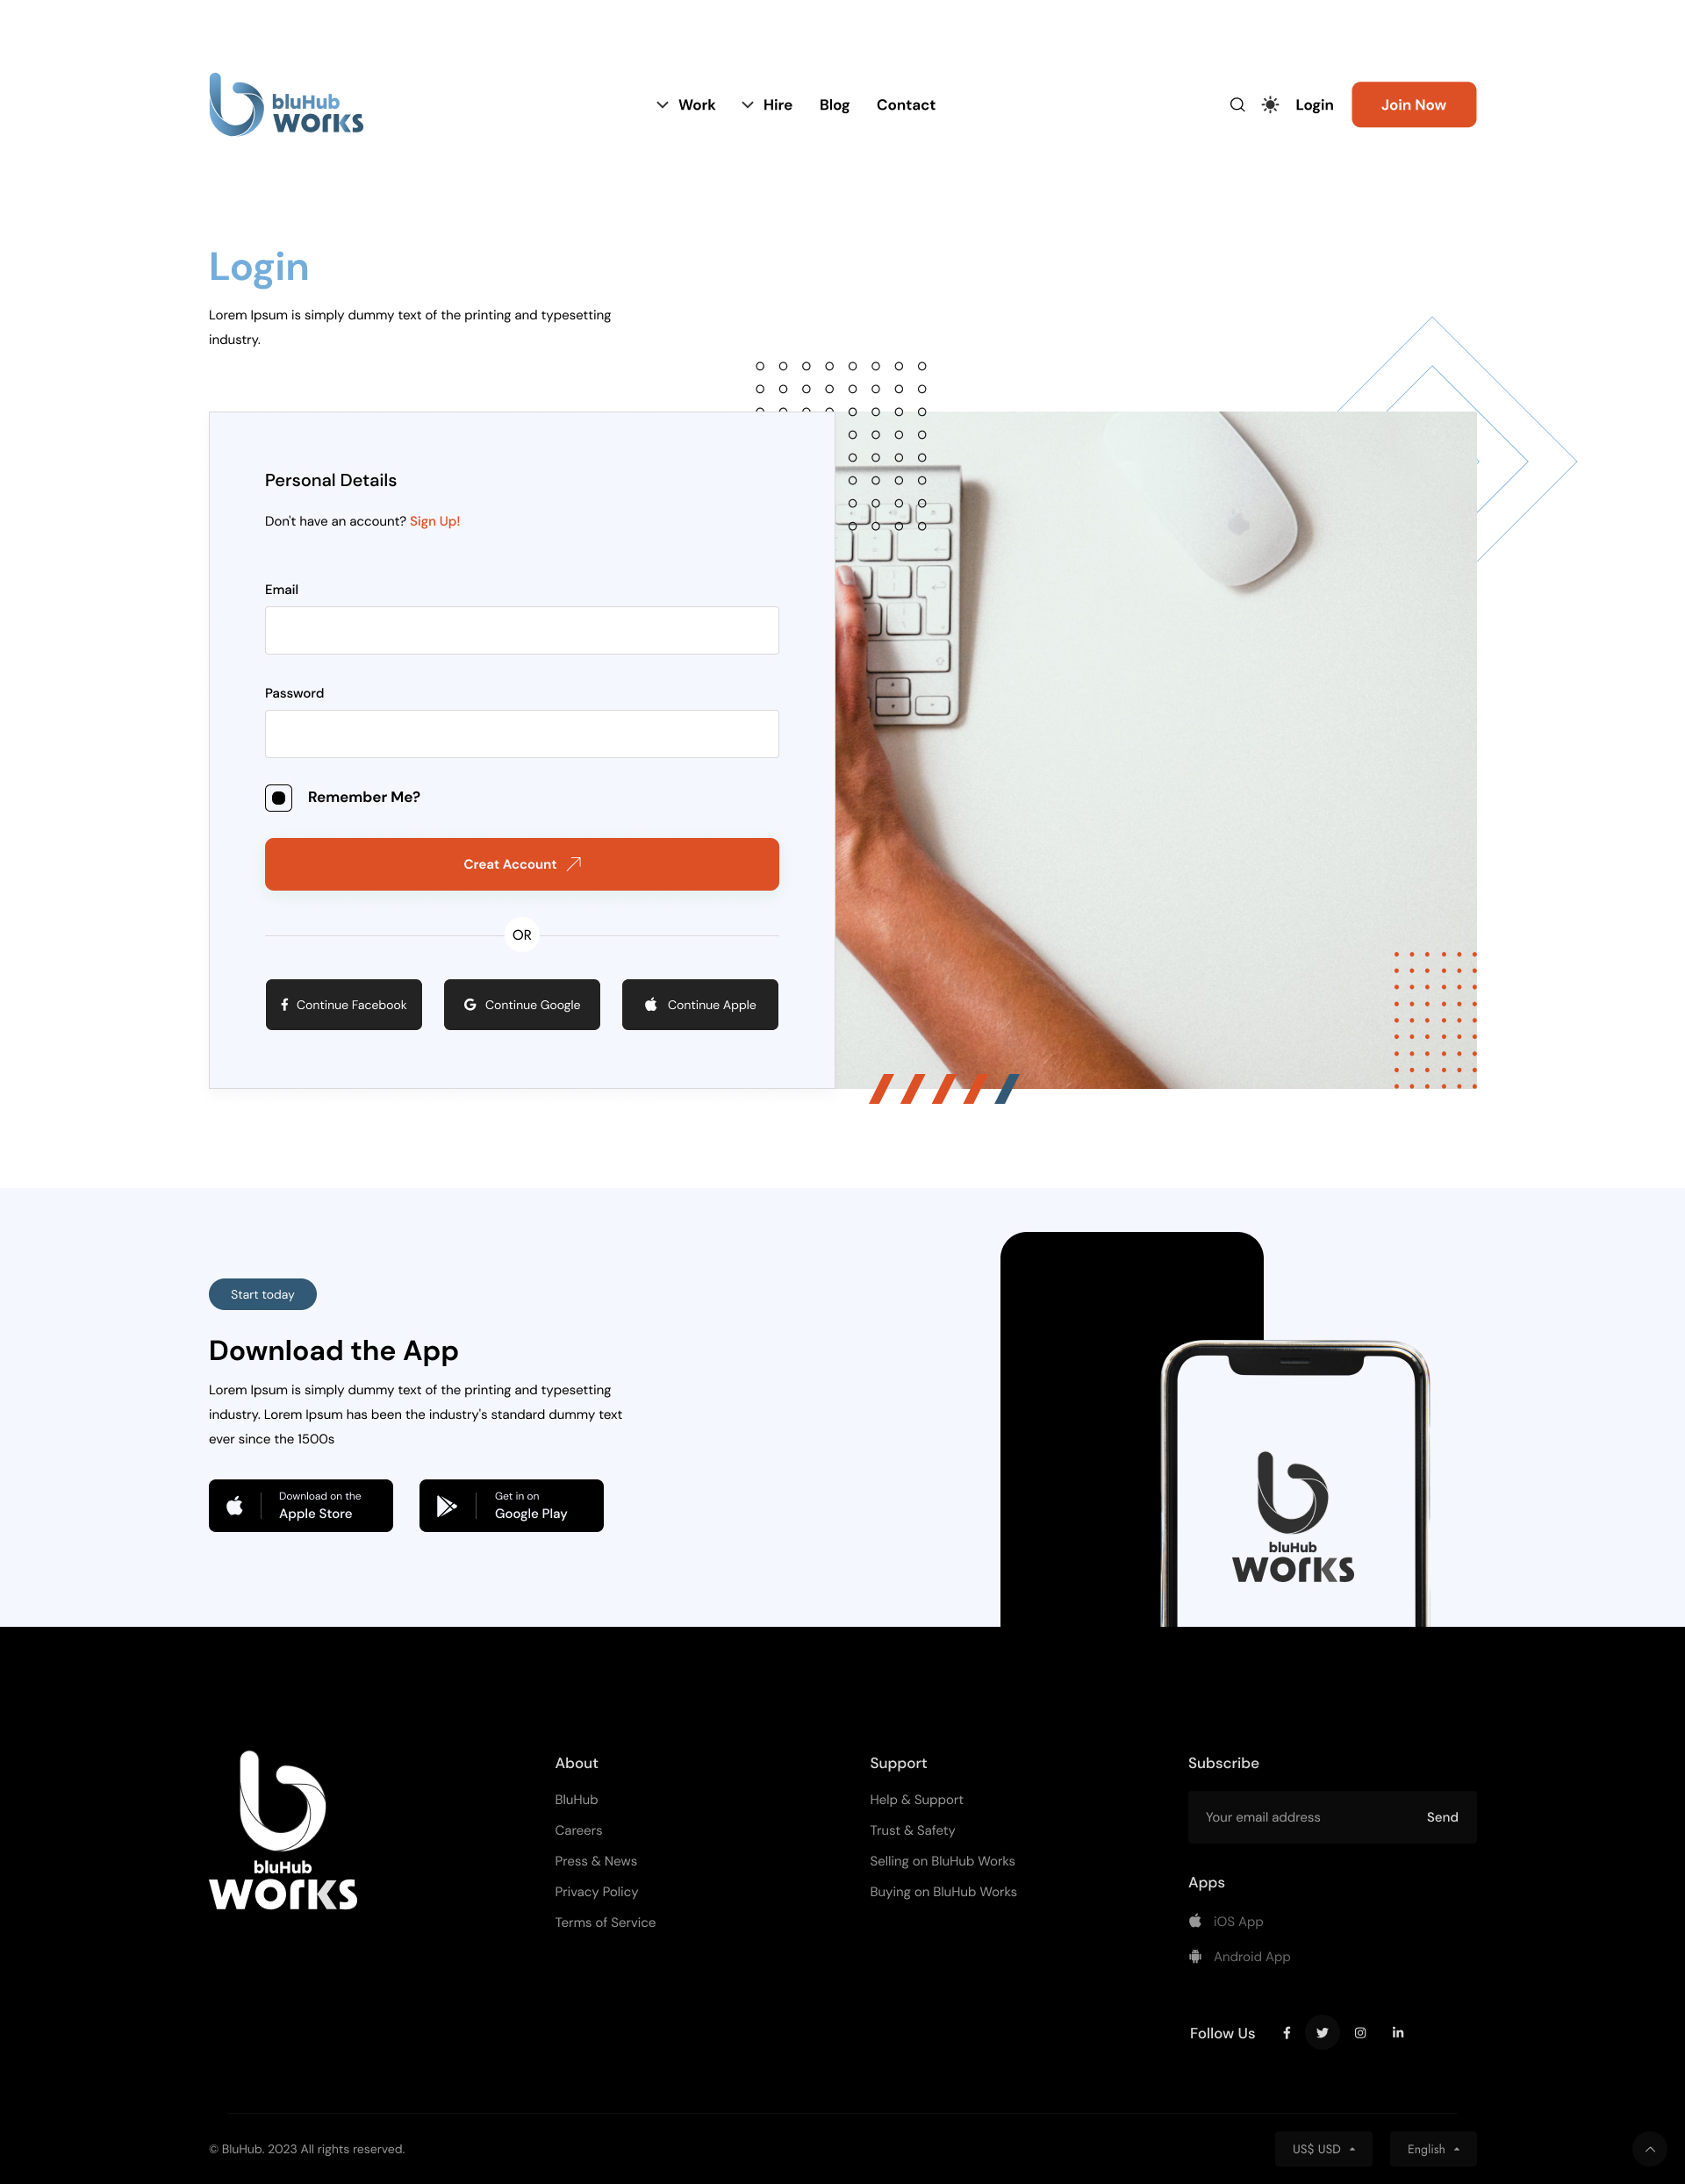 bluHub
works
Work
Hire
Blog
Contact
Login
Join Now
Login
Lorem Ipsum is simply dummy text of the printing and typesetting
industry.
Personal Details
Don't have an account? Sign Up!
Email
Password
Remember Me?
Creat Account
OR
Continue Facebook
Continue Google
Continue Apple
Start today
Download the App
Lorem Ipsum is simply dummy text of the printing and typesetting
industry. Lorem Ipsum has been the industry's standard dummy text
ever since the 1500s
Download on the
Apple Store
Get in on
Google Play
bluHub
works
bluHub
works
About
BluHub
Careers
Press & News
Privacy Policy
Terms of Service
Support
Help & Support
Trust & Safety
Selling on BluHub Works
Buying on BluHub Works
Subscribe
Your email address
Send
Apps
iOS App
Android App
Follow Us
© BluHub. 2023 All rights reserved.
US$ USD
English